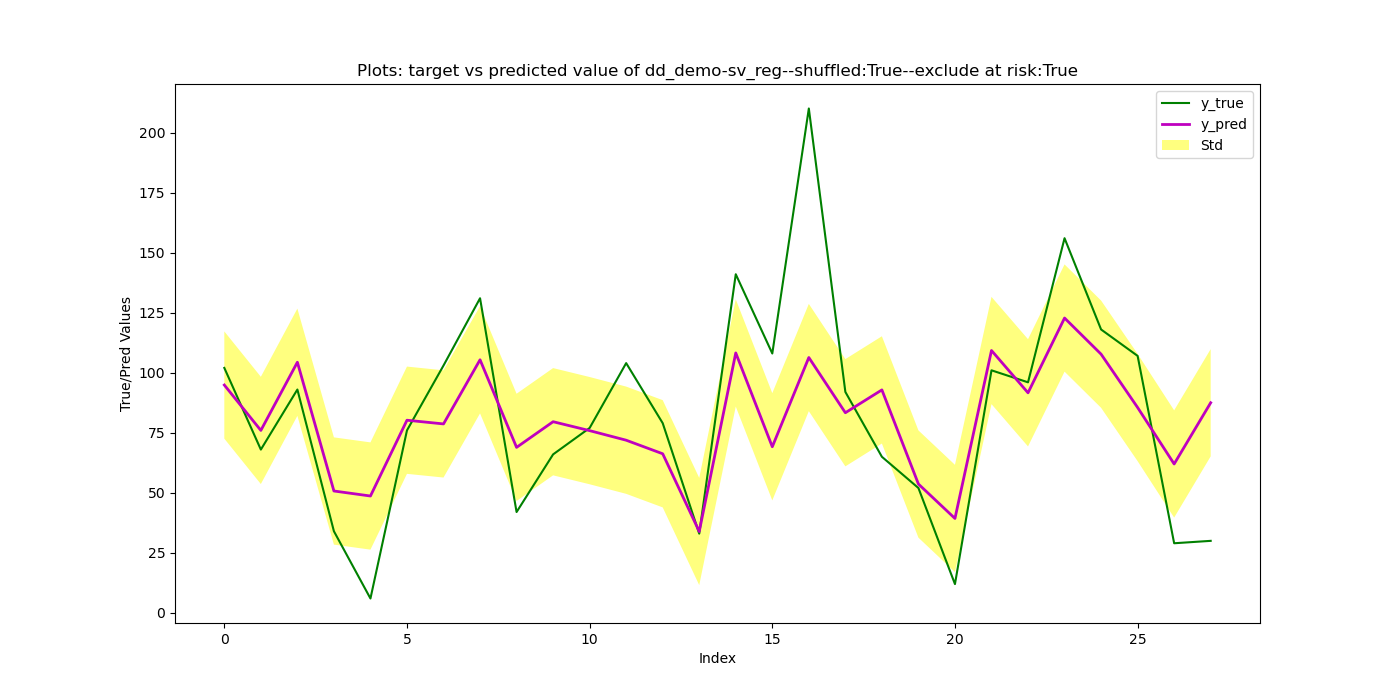 Plots: target vs predicted value of dd_demo-sv_reg--shuffled:True--exclude at risk:True
y_true
y_pred
Std
True/Pred Values
200
175
150
125
100
75
50
25
0
0 5 10 15 20 25
Index